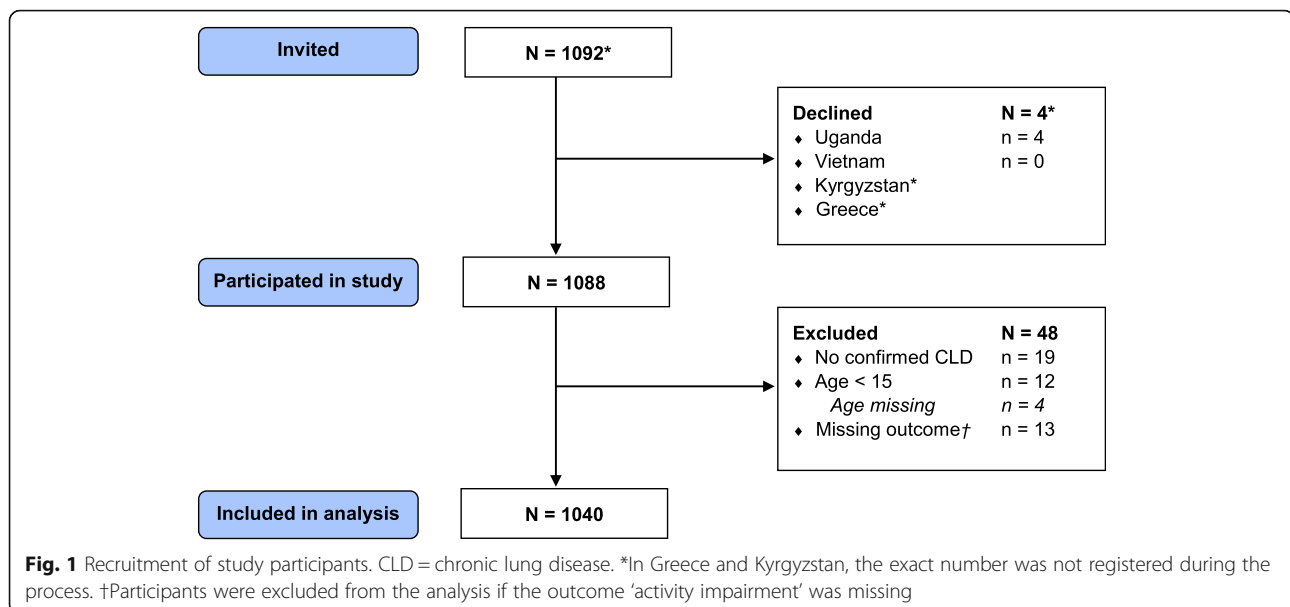 Invited
N = 1092*
Declined N = 4*
♦ Uganda n = 4
♦ Vietnam n = 0
♦ Kyrgyzstan*
♦ Greece*
Participated in study
N = 1088
Excluded N = 48
♦ No confirmed CLD n = 19
♦ Age < 15 n = 12
Age missing n = 4
♦ Missing outcome† n = 13
Included in analysis
N = 1040
Fig. 1 Recruitment of study participants. CLD = chronic lung disease. *In Greece and Kyrgyzstan, the exact number was not registered during the
process. †Participants were excluded from the analysis if the outcome ‘activity impairment’ was missing